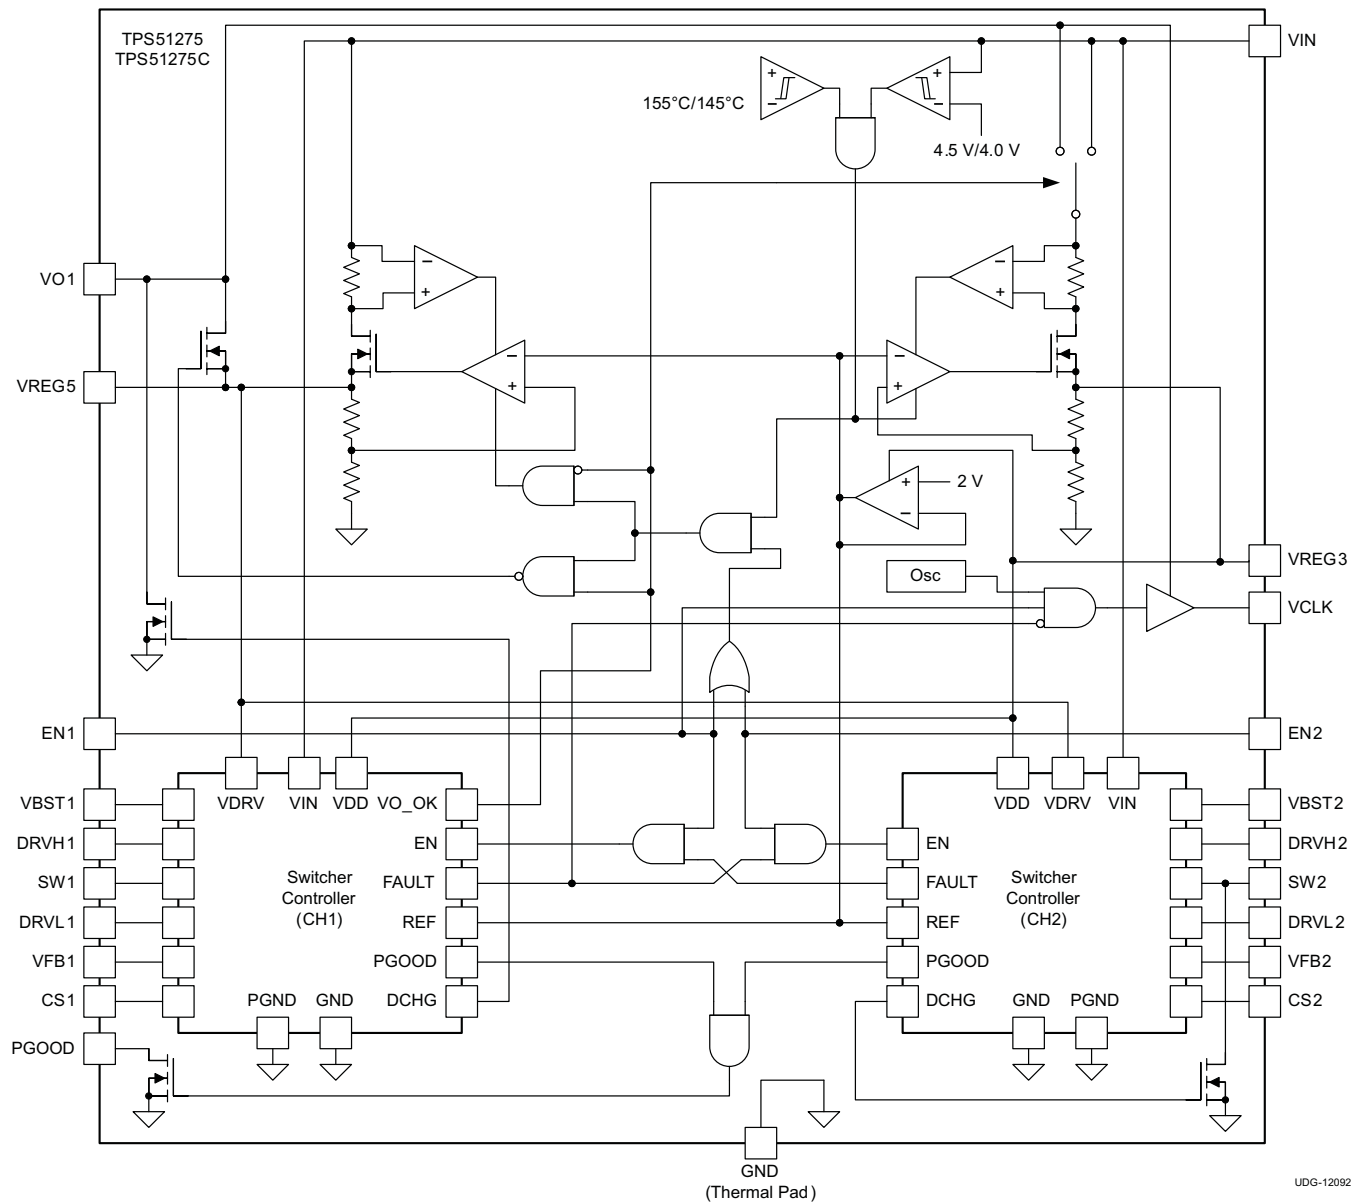 TPS51275
TPS51275C
VIN
+
−
155°C/145°C
+
−
4.5 V/4.0 V
VO1
−
+
−
+
VREG5
−
+
−
+
+
−
2 V
Osc
VREG3
VCLK
EN1
EN2
VDRV
VIN
VDD
VO_OK
VDD
VDRV
VIN
VBST1
VBST2
DRVH1
EN
EN
DRVH2
SW1
Switcher
Controller
(CH1)
FAULT
FAULT
Switcher
Controller
(CH2)
SW2
DRVL1
REF
REF
DRVL2
VFB1
PGOOD
PGOOD
VFB2
CS1
PGND
GND
DCHG
DCHG
GND
PGND
CS2
PGOOD
GND
(Thermal Pad)
UDG-12092